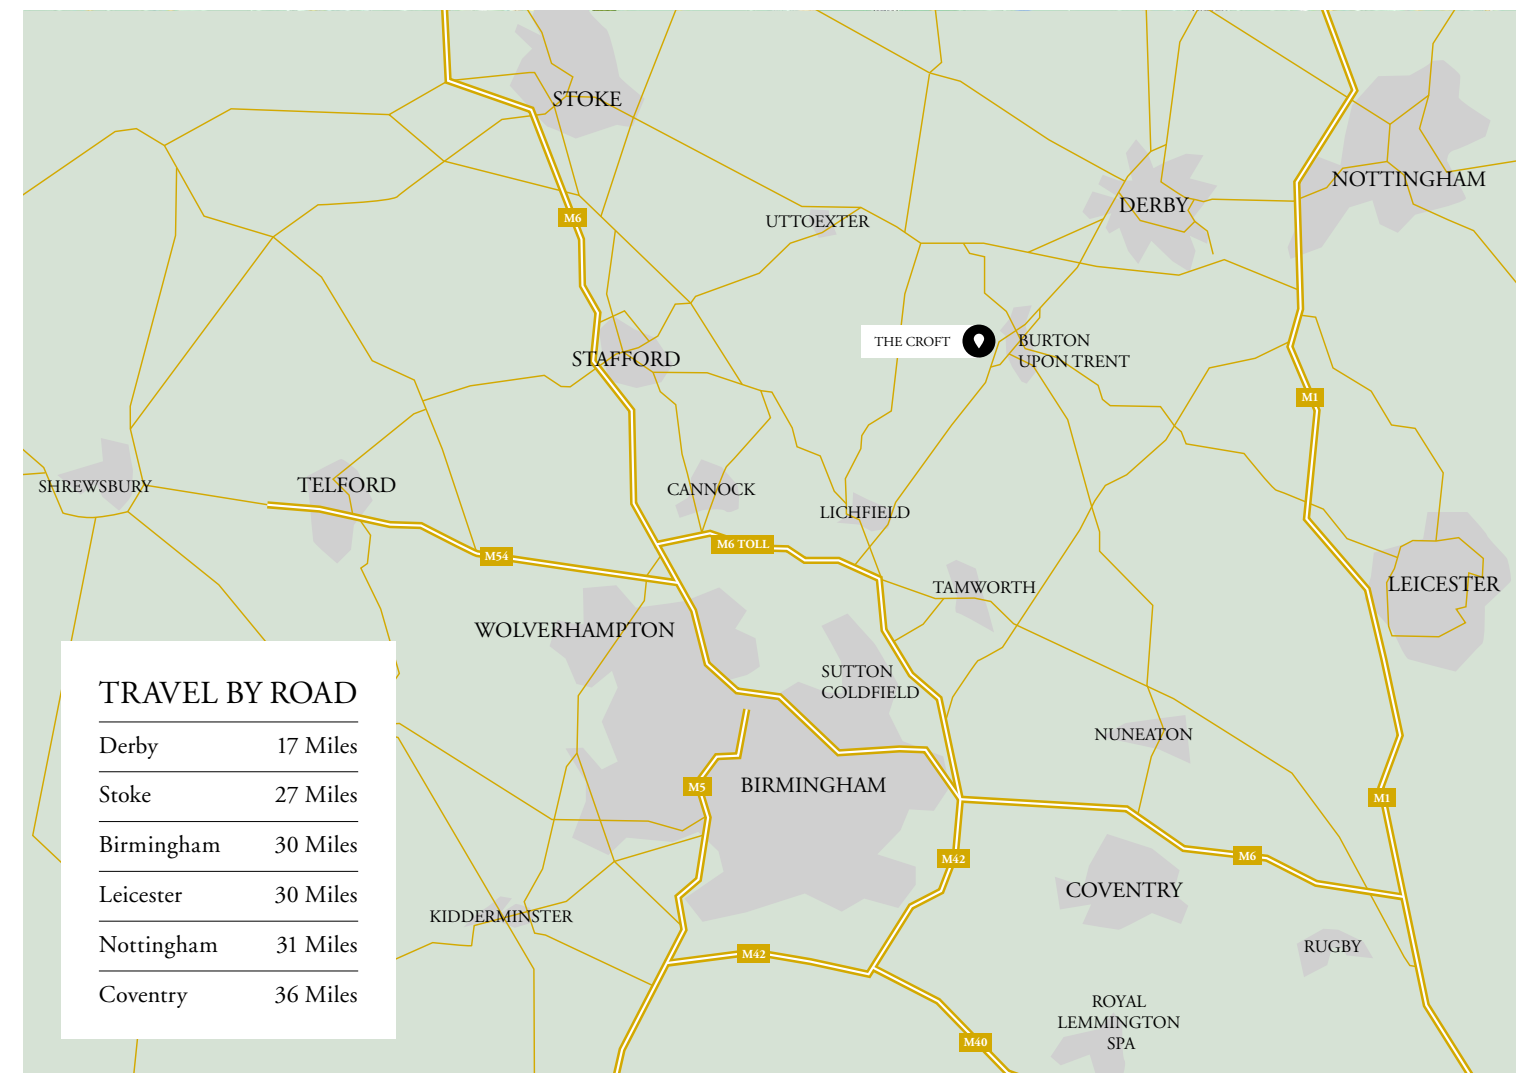 STOKE
NOTTINGHAM
DERBY
M6
UTTOEXTER
THE CROFT
BURTON
UPON TRENT
STAFFORD
M1
SHREWSBURY
TELFORD
CANNOCK
LICHFIELD
M6 TOLL
M54
TAMWORTH
LEICESTER
WOLVERHAMPTON
SUTTON
COLDFIELD
NUNEATON
M5
BIRMINGHAM
M1
M42
M6
COVENTRY
KIDDERMINSTER
RUGBY
M42
ROYAL
LEMMINGTON
SPA
M40
TRAVEL BY ROAD
Derby 17 Miles
Stoke 27 Miles
Birmingham 30 Miles
Leicester 30 Miles
Nottingham 31 Miles
Coventry 36 Miles